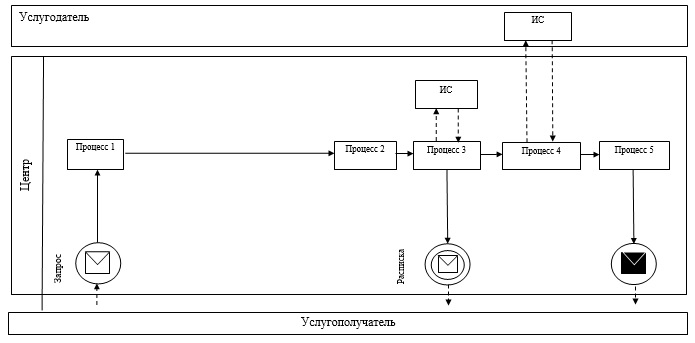 Услугодатель
ИС
ИС
Центр
Процесс 1
Процесс 2
Процесс 3
Процесс 4
Процесс 5
Запрос
Расписка
Услугополучатель